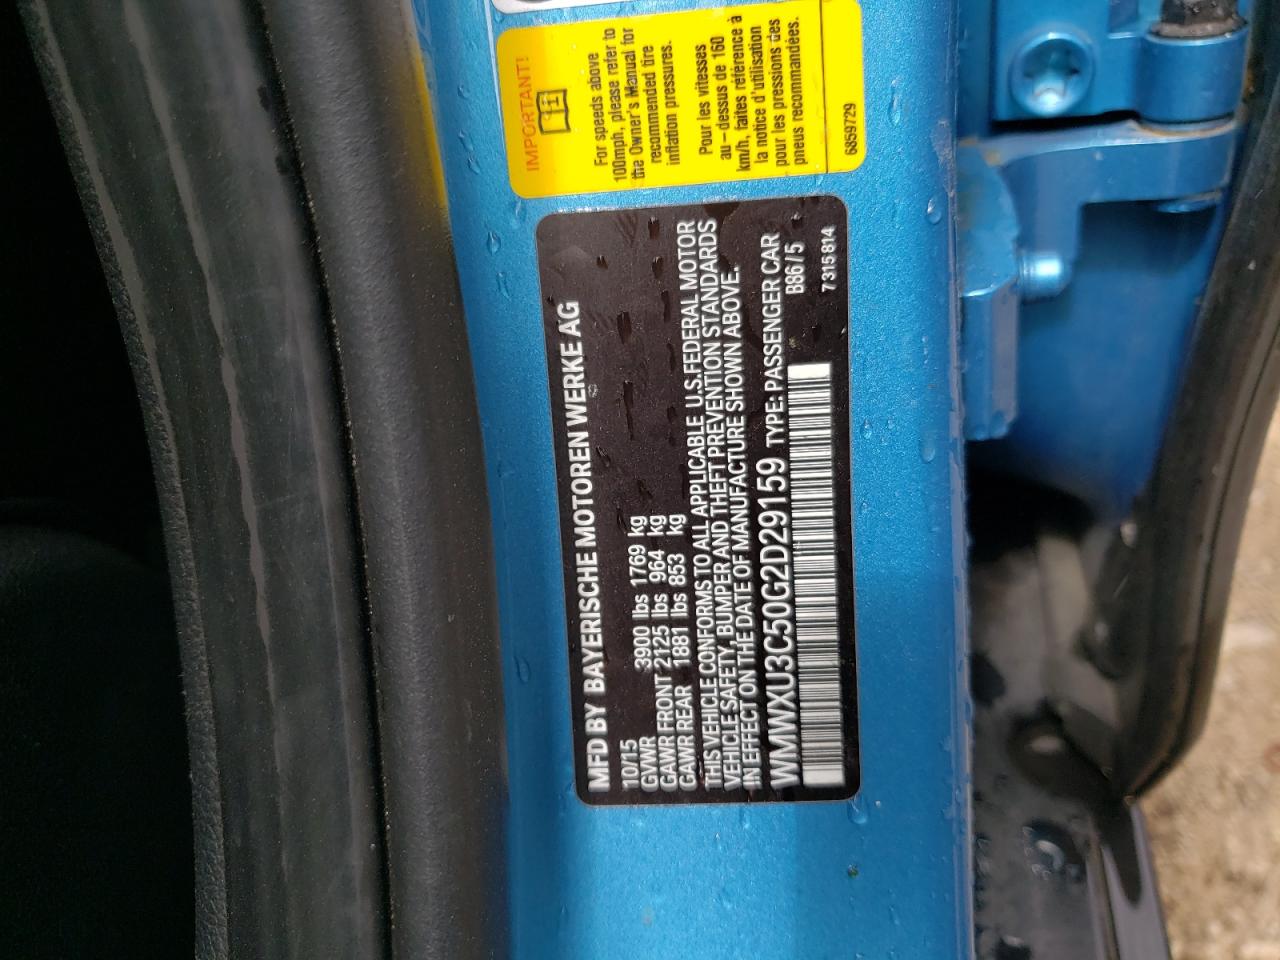 IMPORTANT!
For speeds above
100mph, please refer to
the Owner's Manual for
recommended tire
inflation pressures.
Pour les vitesses
au-dessus de 160
km/h, faites référence à
la notice d'utilisation
pour les pressions des
pneus recommandées.
6859729
MFD BY BAYERISCHE MOTOREN WERKE AG
10/15
GVWR 3900 lbs 1769 kg
GAWR FRONT 2125 lbs 964 kg
GAWR REAR 1881 lbs 853 kg
THIS VEHICLE CONFORMS TO ALL APPLICABLE U.S.FEDERAL MOTOR
VEHICLE SAFETY, BUMPER AND THEFT PREVENTION STANDARDS
IN EFFECT ON THE DATE OF MANUFACTURE SHOWN ABOVE.
WMWXU3C50G2D29159 TYPE: PASSENGER CAR
B86/5
7315814